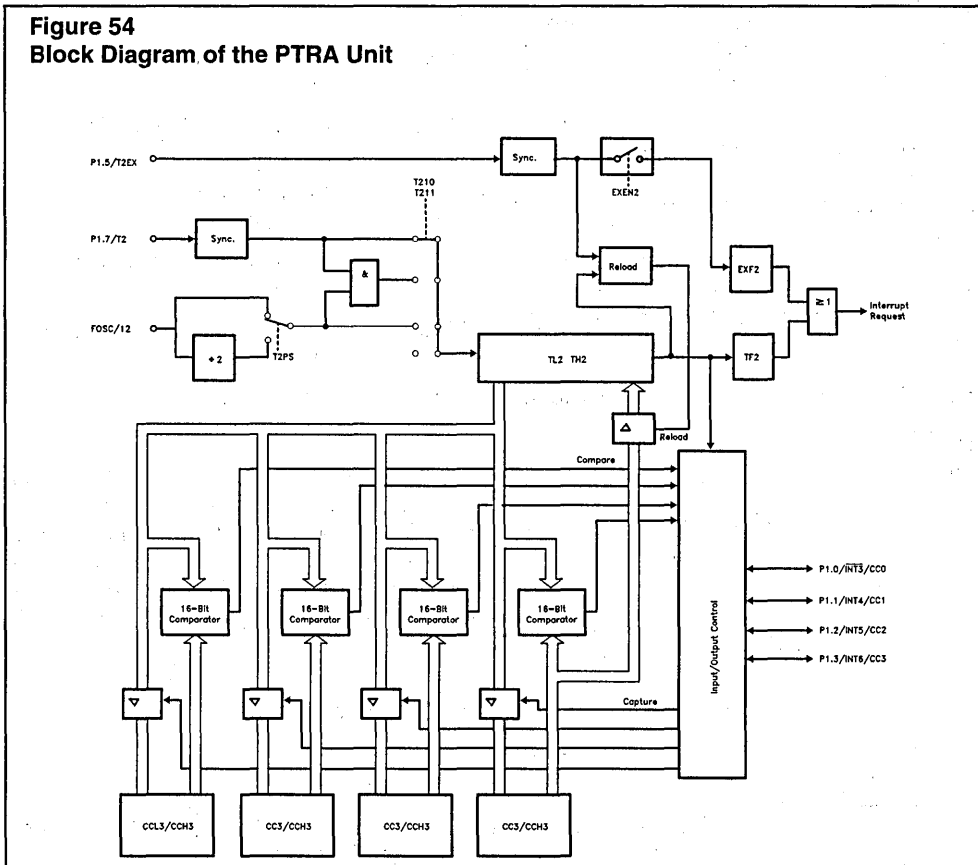 Figure 54
Block Diagram of the PTRA Unit
P1.5/T2EX
Sync.
EXEN2
T210
T211
P1.7/T2
Sync.
&
Reload
EXF2
≥ 1
Interrupt
Request
FOSC/12
T2PS
÷ 2
TL2 TH2
TF2
Reload
Compare
16-Bit
Comparator
16-Bit
Comparator
16-Bit
Comparator
16-Bit
Comparator
Input/Output Control
P1.0/INT3/CC0
P1.1/INT4/CC1
P1.2/INT5/CC2
P1.3/INT6/CC3
Capture
CCL3/CCH3
CC3/CCH3
CC3/CCH3
CC3/CCH3